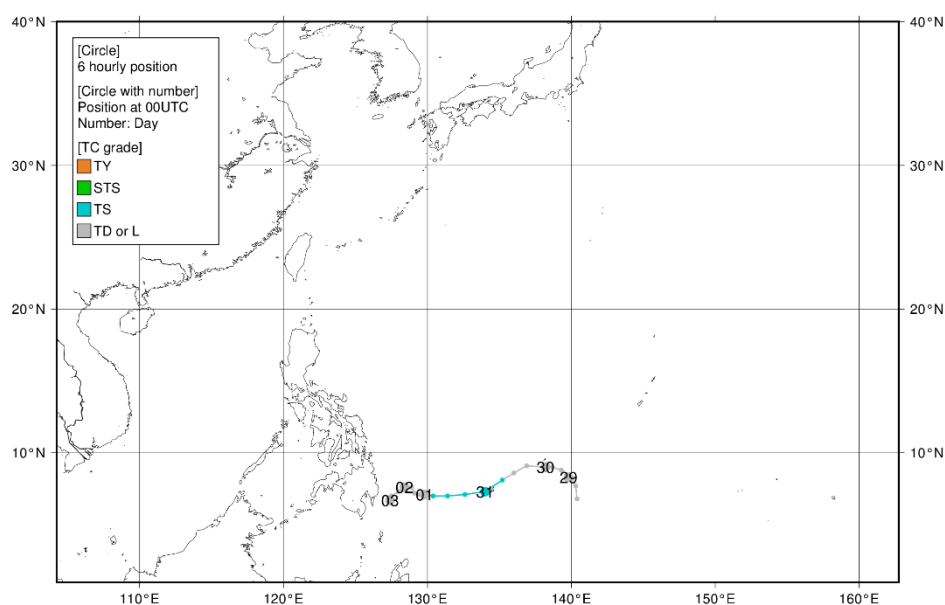 40°N
40°N
[Circle]
6 hourly position
[Circle with number]
Position at 00UTC
Number: Day
[TC grade]
TY
STS
TS
TD or L
30°N
30°N
20°N
20°N
10°N
10°N
03
02
01
31
30
29
110°E
120°E
130°E
140°E
150°E
160°E